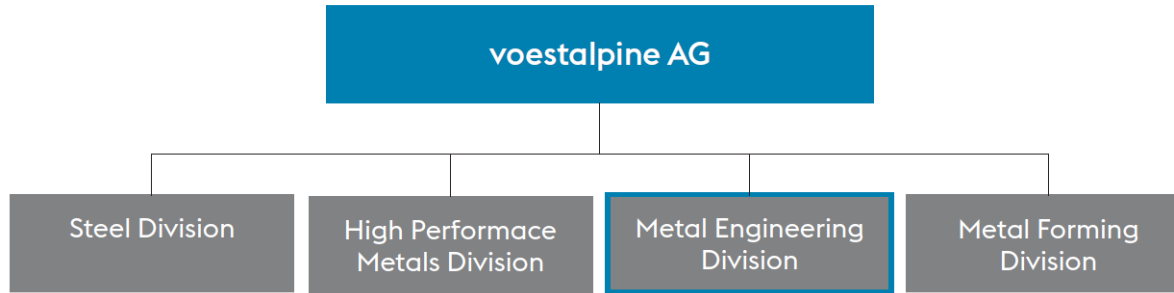 voestalpine AG
Steel Division
High Performace
Metals Division
Metal Engineering
Division
Metal Forming
Division